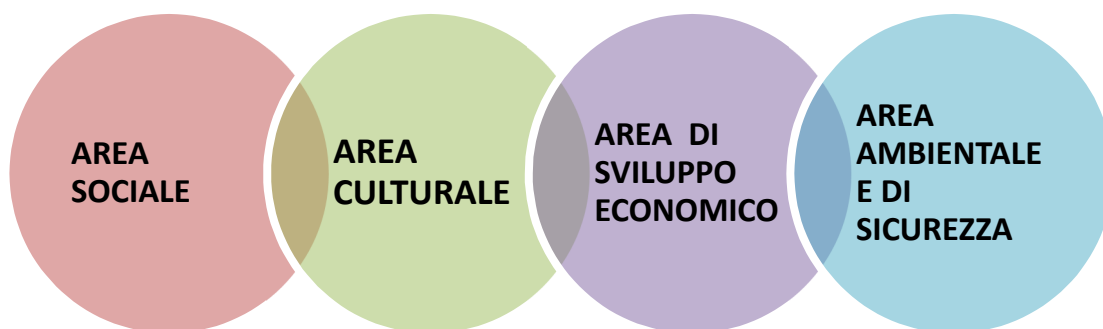 AREA
SOCIALE
AREA
CULTURALE
AREA DI
SVILUPPO
ECONOMICO
AREA
AMBIENTALE
E DI
SICUREZZA